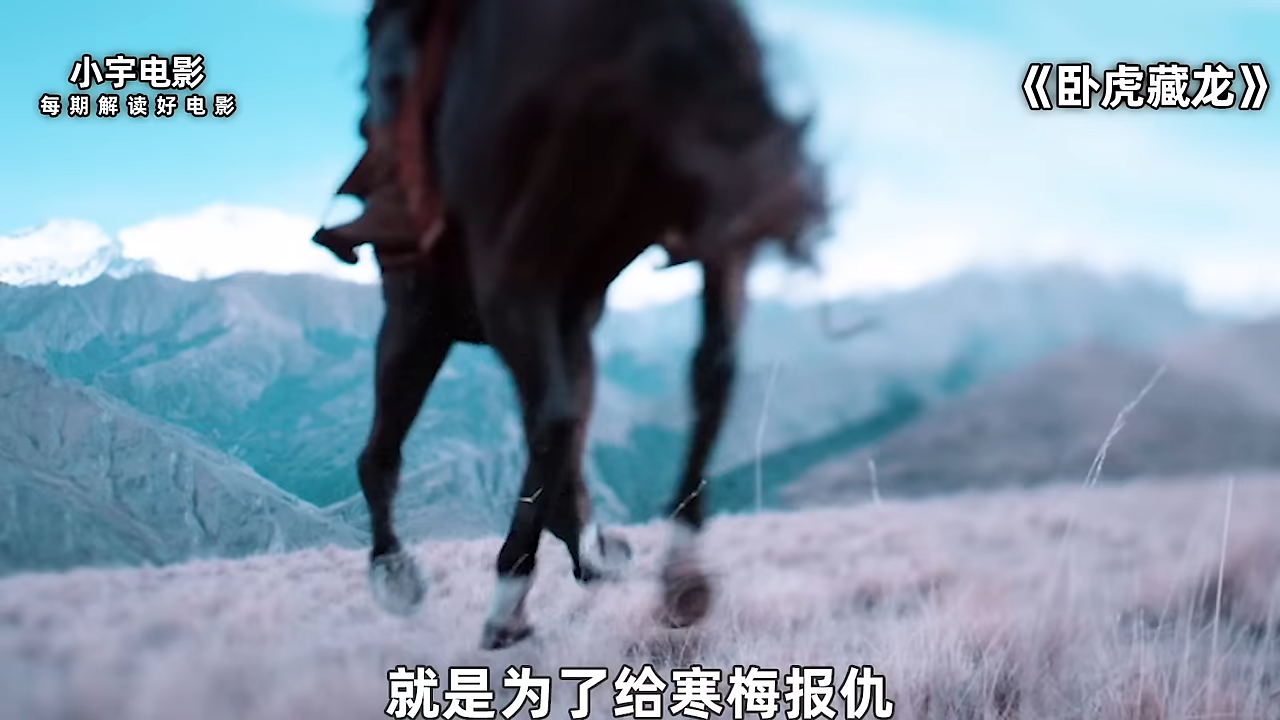 小宇电影
每期解读好电影
《卧虎藏龙》
就是为了给寒梅报仇